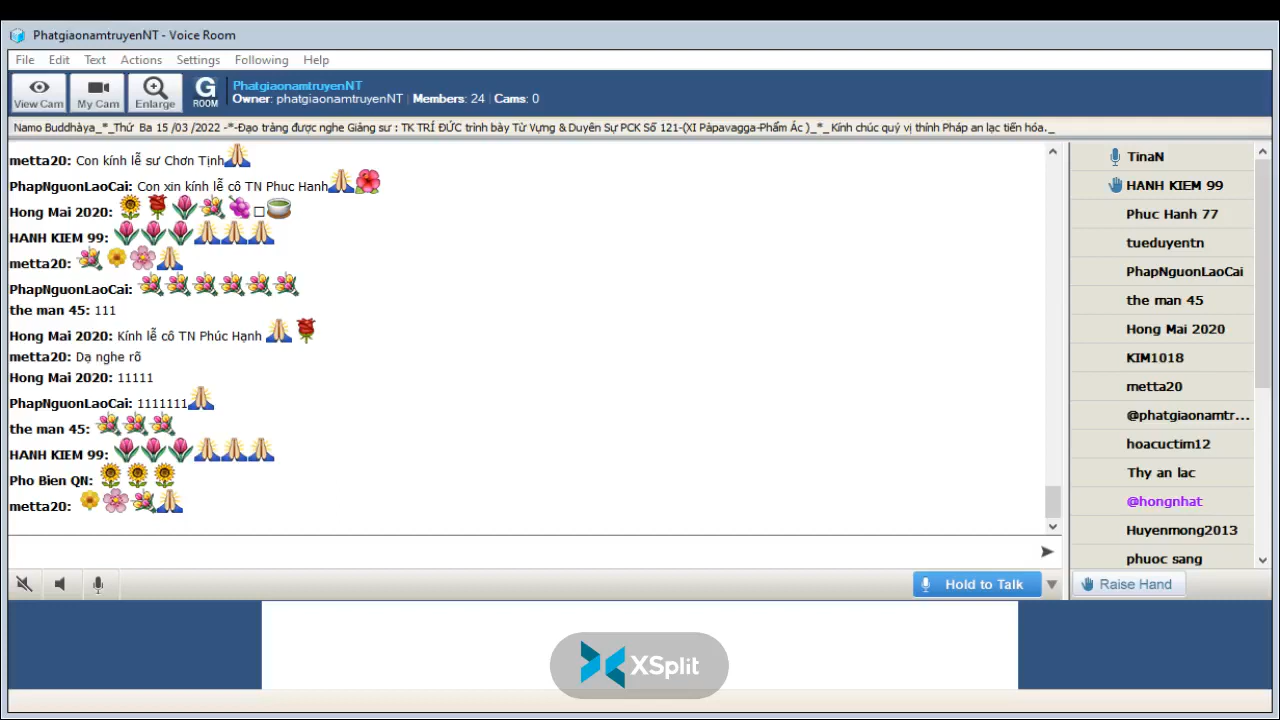 PhatgiaonamtruyenNT - Voice Room
File Edit Text Actions Settings Following Help
View Cam My Cam Enlarge G ROOM
PhatgiaonamtruyenNT
Owner: phatgiaonamtruyenNT | Members: 24 | Cams: 0
Namo Buddhàya_*_Thứ Ba 15 /03 /2022 -*-Đạo tràng được nghe Giảng sư : TK TRÍ ĐỨC trình bày Từ Vựng & Duyên Sự PCK Số 121-(XI Pàpavagga-Phẩm Ác )_*_ Kính chúc quý vị thính Pháp an lạc tiến hóa._
metta20: Con kính lễ sư Chơn Tịnh
PhapNguonLaoCai: Con xin kính lễ cô TN Phuc Hanh
Hong Mai 2020:
HANH KIEM 99:
metta20:
PhapNguonLaoCai:
the man 45: 111
Hong Mai 2020: Kính lễ cô TN Phúc Hạnh
metta20: Dạ nghe rõ
Hong Mai 2020: 11111
PhapNguonLaoCai: 1111111
the man 45:
HANH KIEM 99:
Pho Bien QN:
metta20:
TinaN
HANH KIEM 99
Phuc Hanh 77
tueduyentn
PhapNguonLaoCai
the man 45
Hong Mai 2020
KIM1018
metta20
@phatgiaonamtr...
hoacuctim12
Thy an lac
@hongnhat
Huyenmong2013
phuoc sang
Hold to Talk
Raise Hand
XSplit